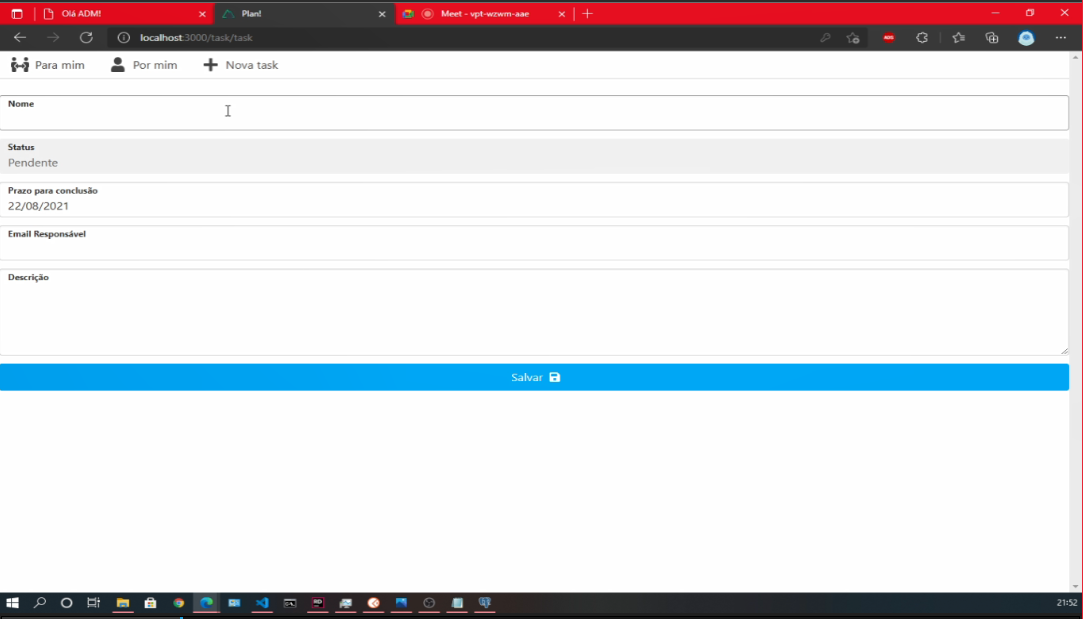 Olá ADM!
Plan!
Meet - vpt-wzwm-aae
localhost:3000/task/task
ADS
Para mim
Por mim
Nova task
Nome
Status
Pendente
Prazo para conclusão
22/08/2021
Email Responsável
Descrição
Salvar
21:52